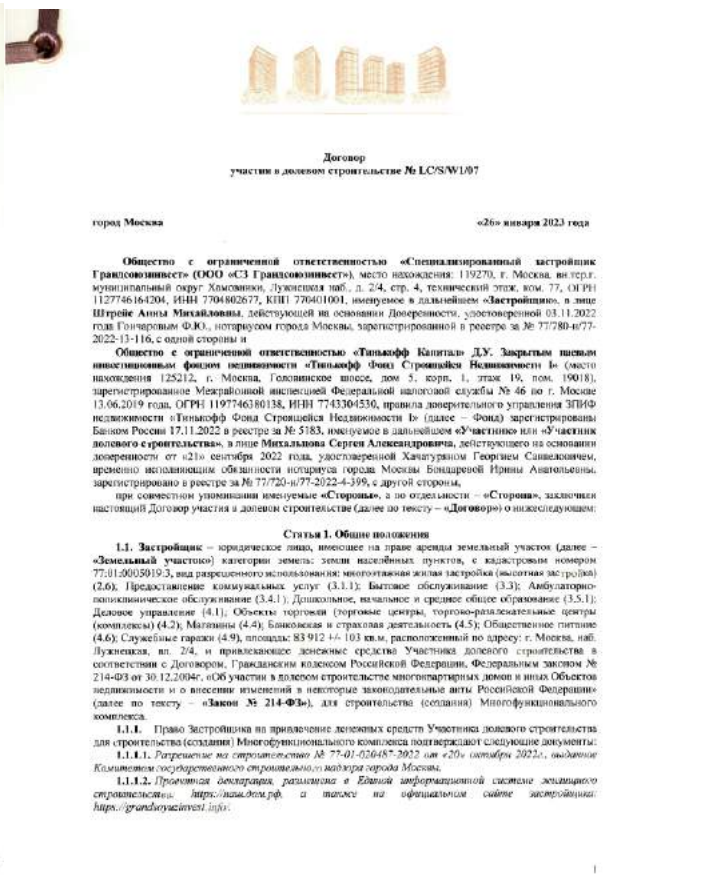 Договор
участия в долевом строительстве № LC/S/W1/07
город Москва «26» января 2023 года
Общество с ограниченной ответственностью «Специализированный застройщик
Грандсоюзинвест» (ООО «СЗ Грандсоюзинвест»), место нахождения: 119270, г. Москва, вн.тер.г.
муниципальный округ Хамовники, Лужнецкая наб., д. 2/4, стр. 4, технический этаж, ком. 77, ОГРН
1127746164204, ИНН 7704802677, КПП 770401001, именуемое в дальнейшем «Застройщик», в лице
Штрейс Анны Михайловны, действующей на основании Доверенности, удостоверенной 03.11.2022
года Гончаровым Ф.Ю., нотариусом города Москвы, зарегистрированной в реестре за № 77/780-н/77-
2022-13-116, с одной стороны и
Общество с ограниченной ответственностью «Тинькофф Капитал» Д.У. Закрытым паевым
инвестиционным фондом недвижимости «Тинькофф Фонд Строящейся Недвижимости I» (место
нахождения 125212, г. Москва, Головинское шоссе, дом 5, корп. 1, этаж 19, пом. 19018),
зарегистрированное Межрайонной инспекцией Федеральной налоговой службы № 46 по г. Москве
13.06.2019 года, ОГРН 1197746380138, ИНН 7743304530, правила доверительного управления ЗПИФ
недвижимости «Тинькофф Фонд Строящейся Недвижимости I» (далее – Фонд) зарегистрированы
Банком России 17.11.2022 в реестре за № 5183, именуемое в дальнейшем «Участник» или «Участник
долевого строительства», в лице Михальцова Сергея Александровича, действующего на основании
доверенности от «21» сентября 2022 года, удостоверенной Хачатуряном Георгием Самвеловичем,
временно исполняющим обязанности нотариуса города Москвы Бондаревой Ирины Анатольевны,
зарегистрировано в реестре за № 77/720-н/77-2022-4-399, с другой стороны,
при совместном упоминании именуемые «Стороны», а по отдельности – «Сторона», заключили
настоящий Договор участия в долевом строительстве (далее по тексту – «Договор») о нижеследующем:
Статья 1. Общие положения
1.1. Застройщик – юридическое лицо, имеющее на праве аренды земельный участок (далее –
«Земельный участок») категории земель: земли населённых пунктов, с кадастровым номером
77:01:0005019:3, вид разрешенного использования: многоэтажная жилая застройка (высотная застройка)
(2.6); Предоставление коммунальных услуг (3.1.1); Бытовое обслуживание (3.3); Амбулаторно-
поликлиническое обслуживание (3.4.1); Дошкольное, начальное и среднее общее образование (3.5.1);
Деловое управление (4.1); Объекты торговли (торговые центры, торгово-развлекательные центры
(комплексы) (4.2); Магазины (4.4); Банковская и страховая деятельность (4.5); Общественное питание
(4.6); Служебные гаражи (4.9), площадь: 83 912 +/- 103 кв.м, расположенный по адресу: г. Москва, наб.
Лужнецкая, вл. 2/4, и привлекающее денежные средства Участника долевого строительства в
соответствии с Договором, Гражданским кодексом Российской Федерации, Федеральным законом №
214-ФЗ от 30.12.2004г. «Об участии в долевом строительстве многоквартирных домов и иных Объектов
недвижимости и о внесении изменений в некоторые законодательные акты Российской Федерации»
(далее по тексту – «Закон № 214-ФЗ»), для строительства (создания) Многофункционального
комплекса.
1.1.1. Право Застройщика на привлечение денежных средств Участника долевого строительства
для строительства (создания) Многофункционального комплекса подтверждают следующие документы:
1.1.1.1. Разрешение на строительство № 77-01-020487-2022 от «20» октября 2022г., выданное
Комитетом государственного строительного надзора города Москвы,
1.1.1.2. Проектная декларация, размещена в Единой информационной системе жилищного
строительства https://наш.дом.рф, а также на официальном сайте застройщика:
https://grandsoyuzinvest.info/.
1